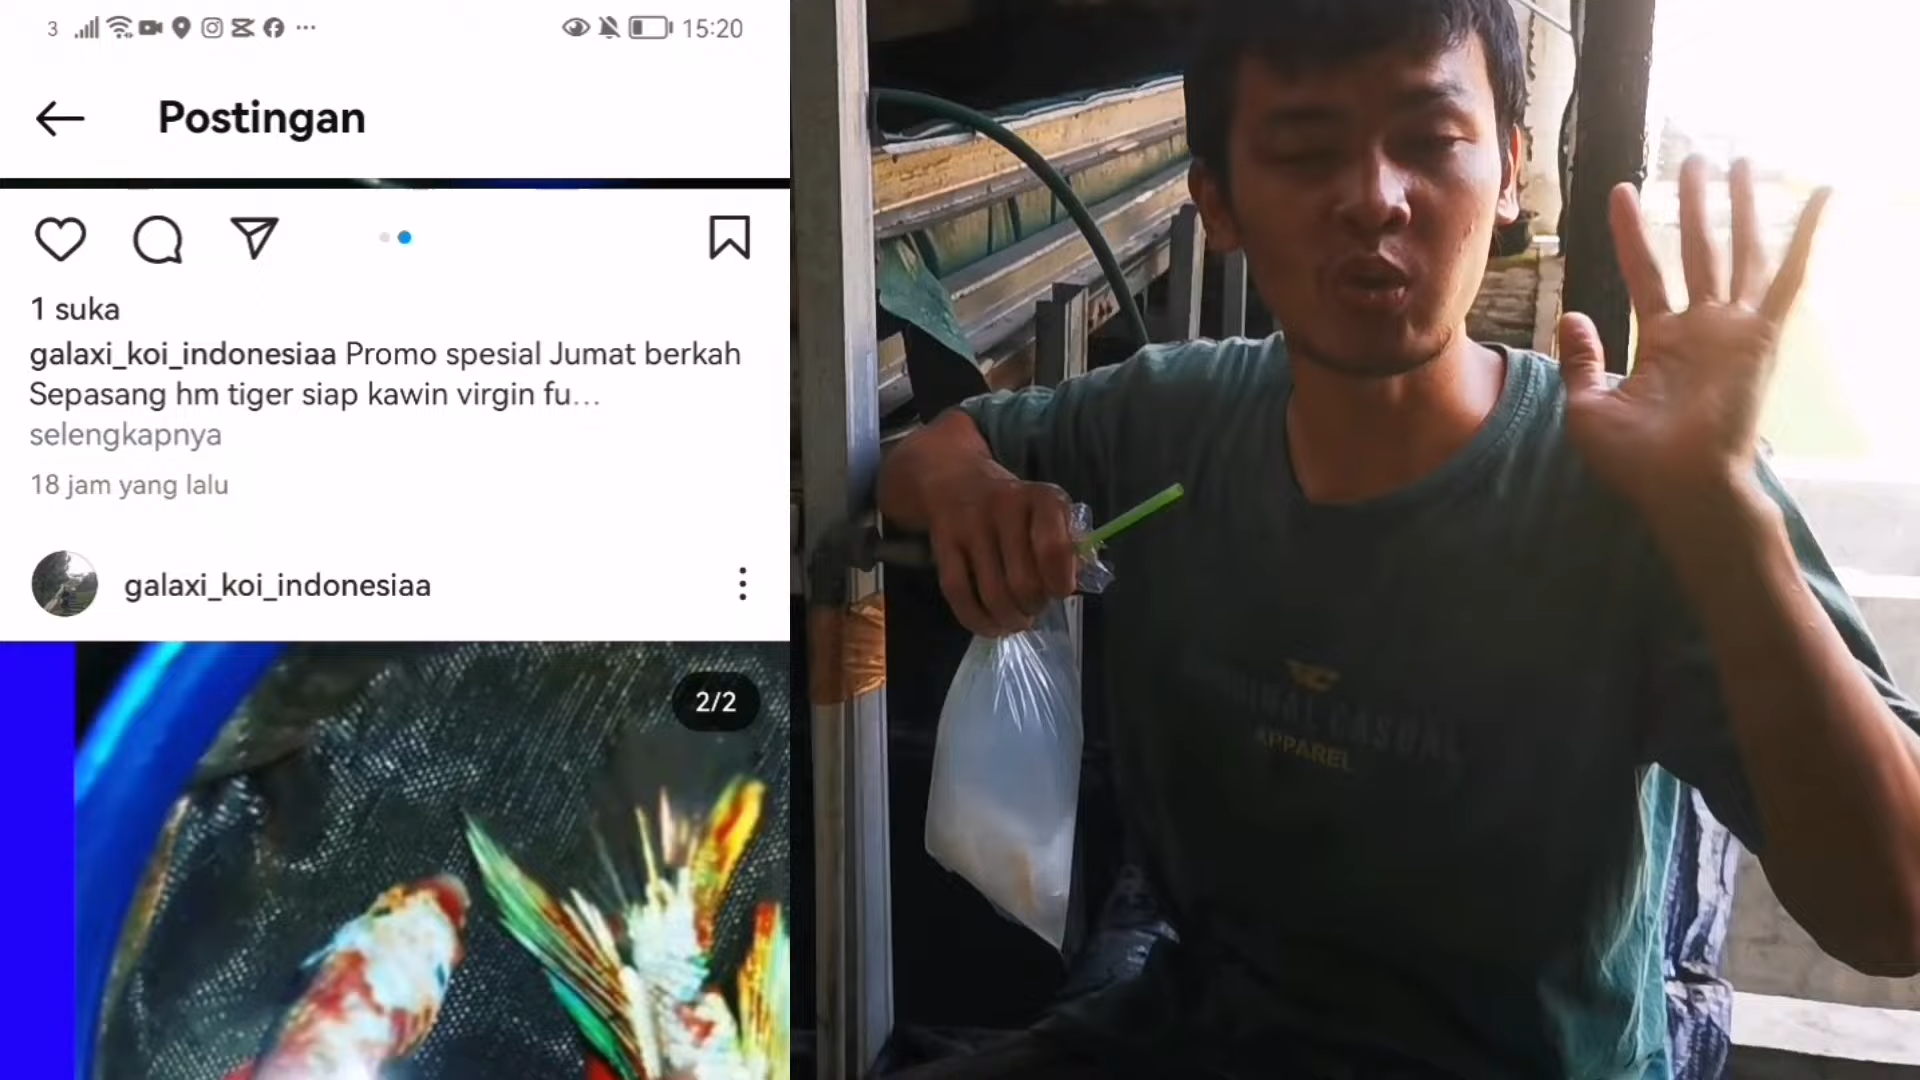 3
15:20
Postingan
1 suka
galaxi_koi_indonesiaa Promo spesial Jumat berkah
Sepasang hm tiger siap kawin virgin fu...
selengkapnya
18 jam yang lalu
galaxi_koi_indonesiaa
2/2
CASUAL
APPAREL